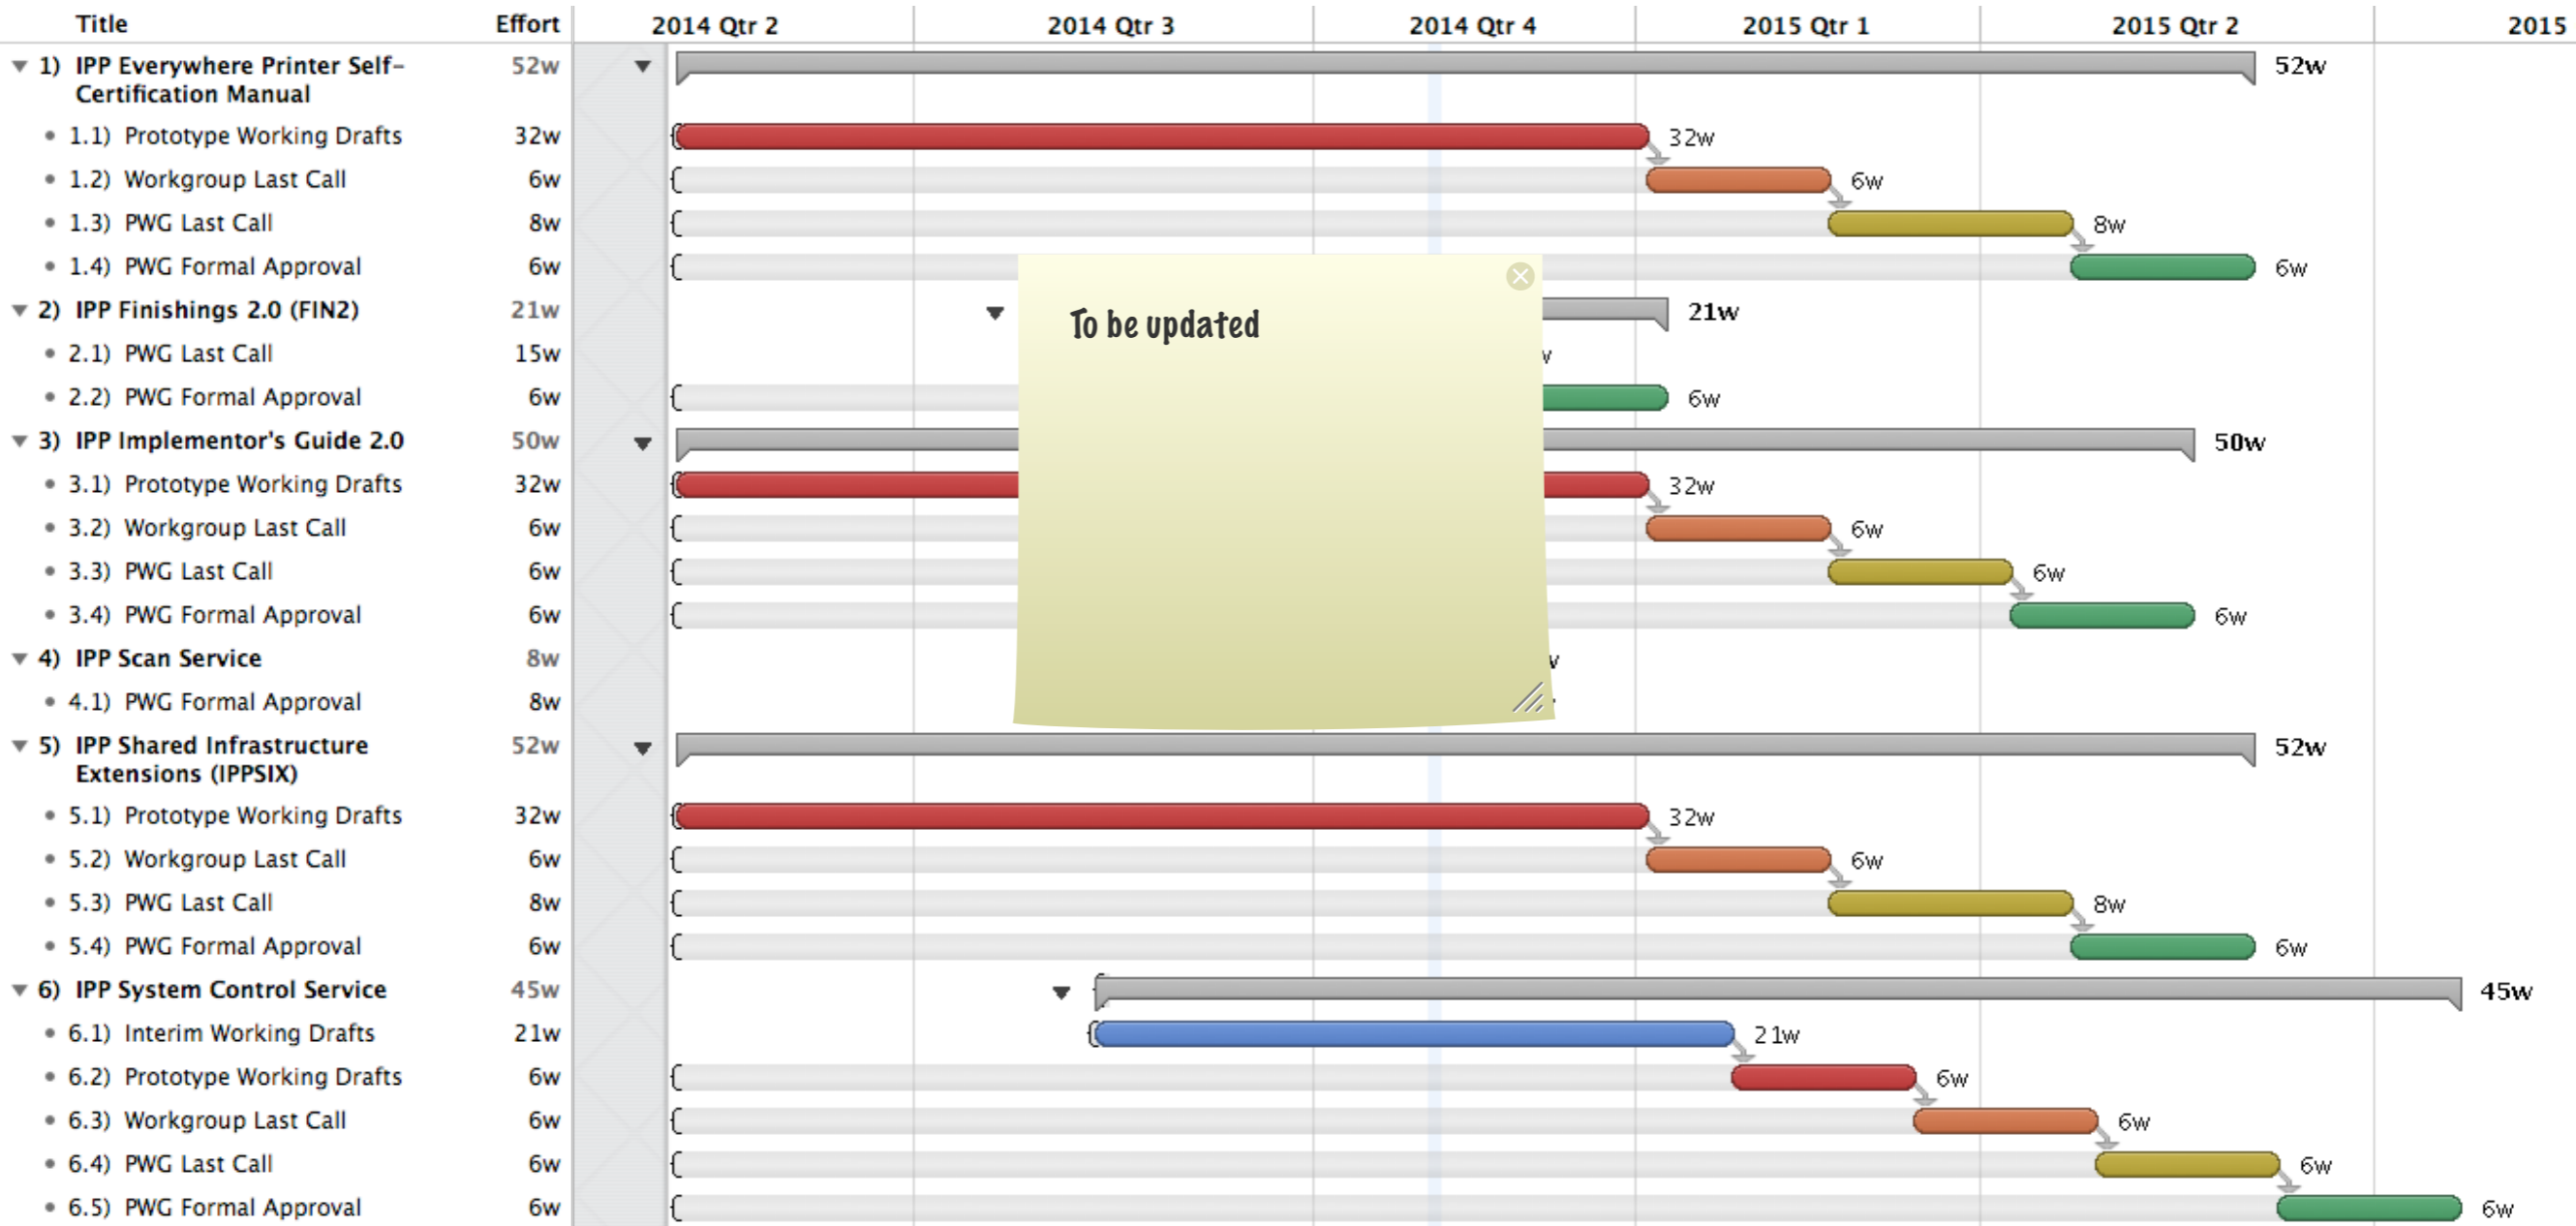 Title Effort 2014 Qtr 2 2014 Qtr 3 2014 Qtr 4 2015 Qtr 1 2015 Qtr 2 2015
1) IPP Everywhere Printer Self- 52w 52w
Certification Manual
1.1) Prototype Working Drafts 32w 32w
1.2) Workgroup Last Call 6w 6w
1.3) PWG Last Call 8w 8w
1.4) PWG Formal Approval 6w 6w
2) IPP Finishings 2.0 (FIN2) 21w 21w
To be updated
2.1) PWG Last Call 15w
2.2) PWG Formal Approval 6w 6w
3) IPP Implementor's Guide 2.0 50w 50w
3.1) Prototype Working Drafts 32w 32w
3.2) Workgroup Last Call 6w 6w
3.3) PWG Last Call 6w 6w
3.4) PWG Formal Approval 6w 6w
4) IPP Scan Service 8w
4.1) PWG Formal Approval 8w
5) IPP Shared Infrastructure 52w 52w
Extensions (IPPSIX)
5.1) Prototype Working Drafts 32w 32w
5.2) Workgroup Last Call 6w 6w
5.3) PWG Last Call 8w 8w
5.4) PWG Formal Approval 6w 6w
6) IPP System Control Service 45w 45w
6.1) Interim Working Drafts 21w 21w
6.2) Prototype Working Drafts 6w 6w
6.3) Workgroup Last Call 6w 6w
6.4) PWG Last Call 6w 6w
6.5) PWG Formal Approval 6w 6w